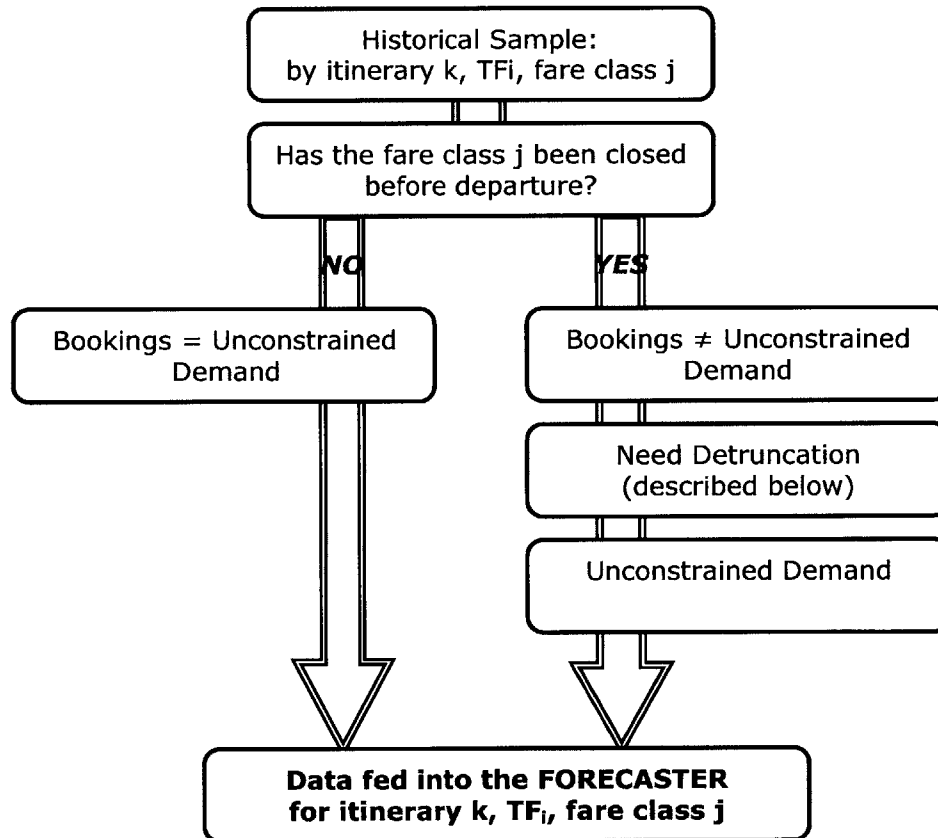 Historical Sample:
by itinerary k, TFi, fare class j
Has the fare class j been closed
before departure?
NO
YES
Bookings = Unconstrained
Demand
Bookings ≠ Unconstrained
Demand
Need Detruncation
(described below)
Unconstrained Demand
Data fed into the FORECASTER
for itinerary k, TFᵢ, fare class j